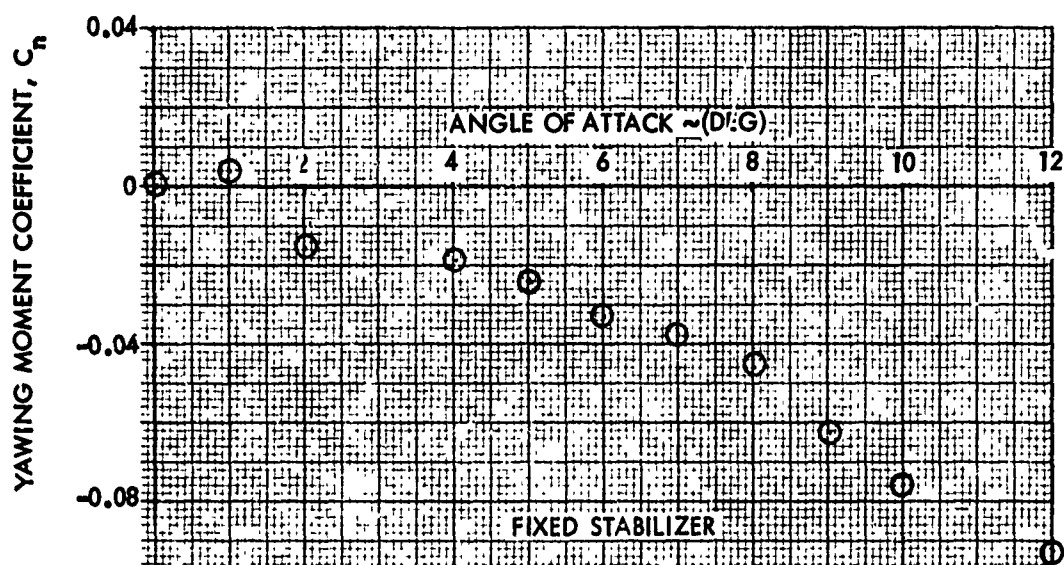 YAWING MOMENT COEFFICIENT, Cn
0.04
0
-0.04
-0.08
ANGLE OF ATTACK ~(DEG)
2 4 6 8 10 12
FIXED STABILIZER